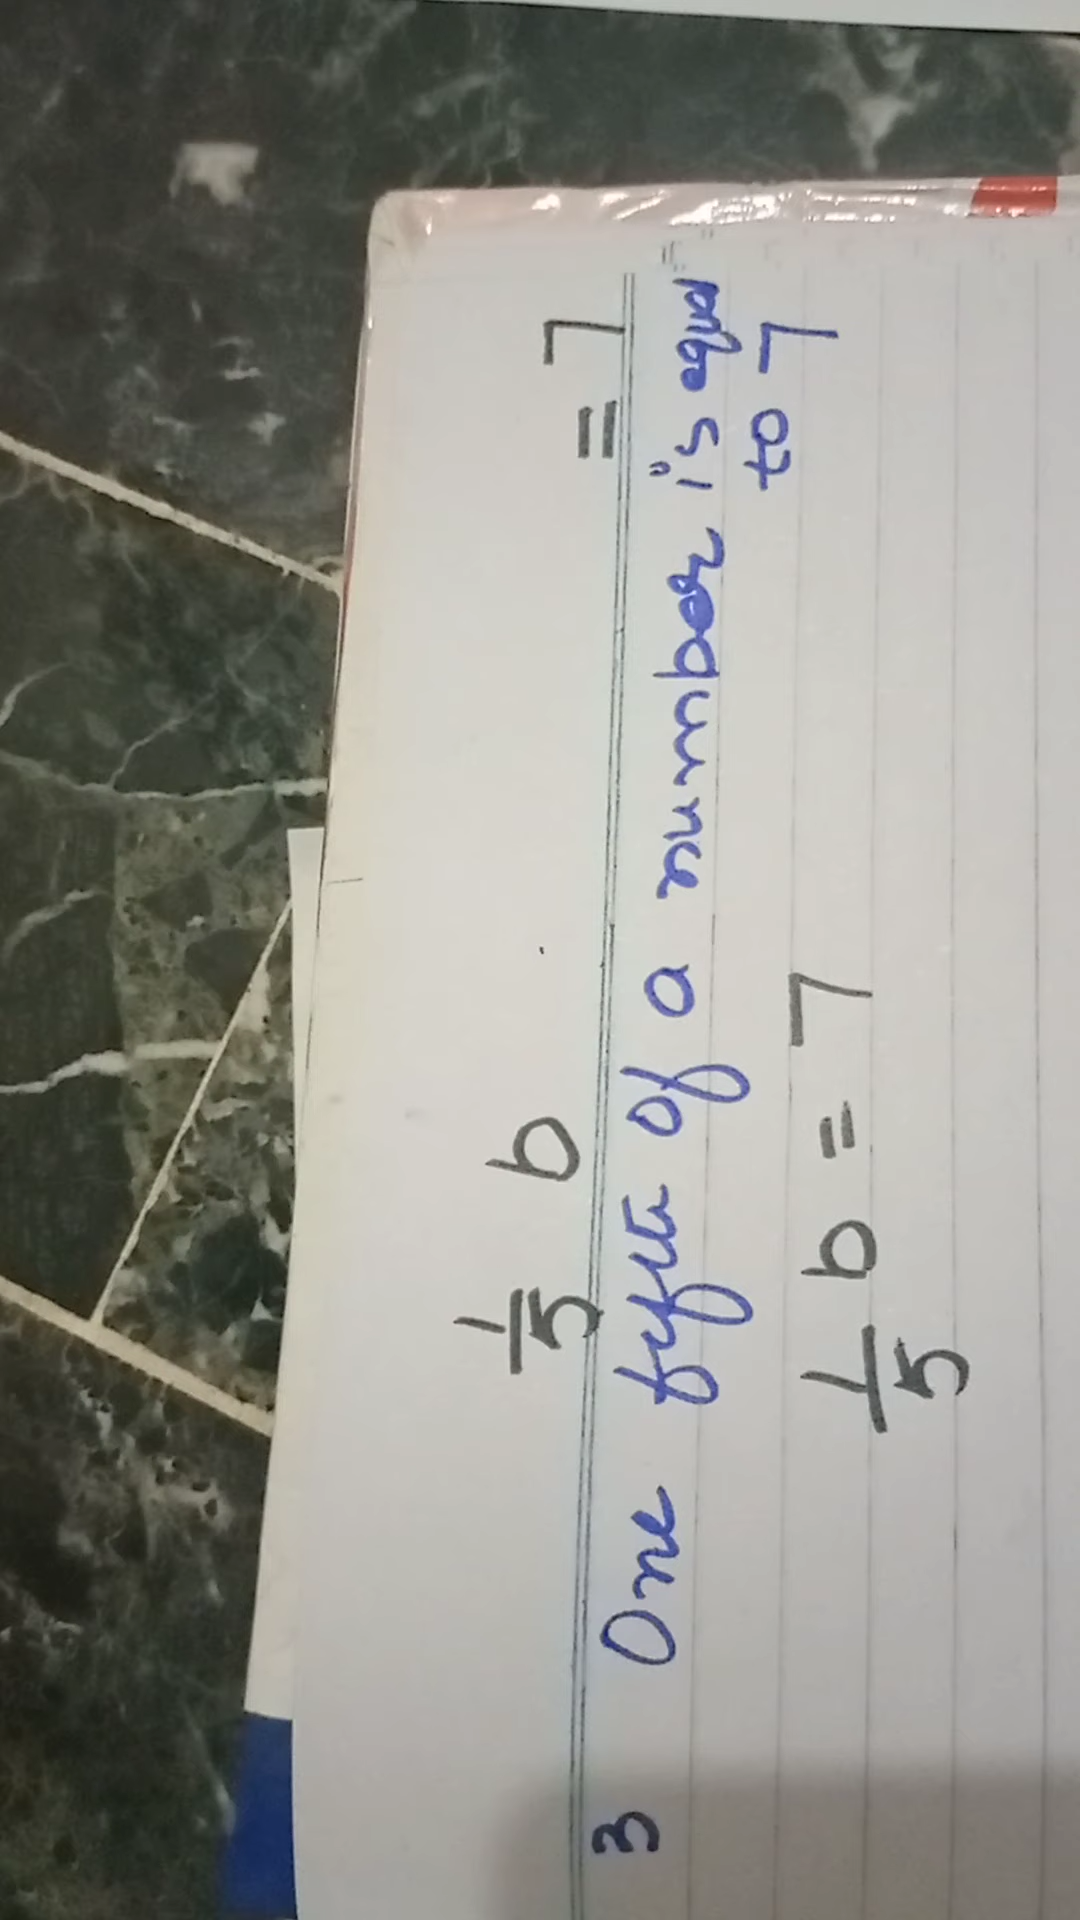 1/5 b = 7
3 One fifth of a number is equal
to 7
1/5 b = 7